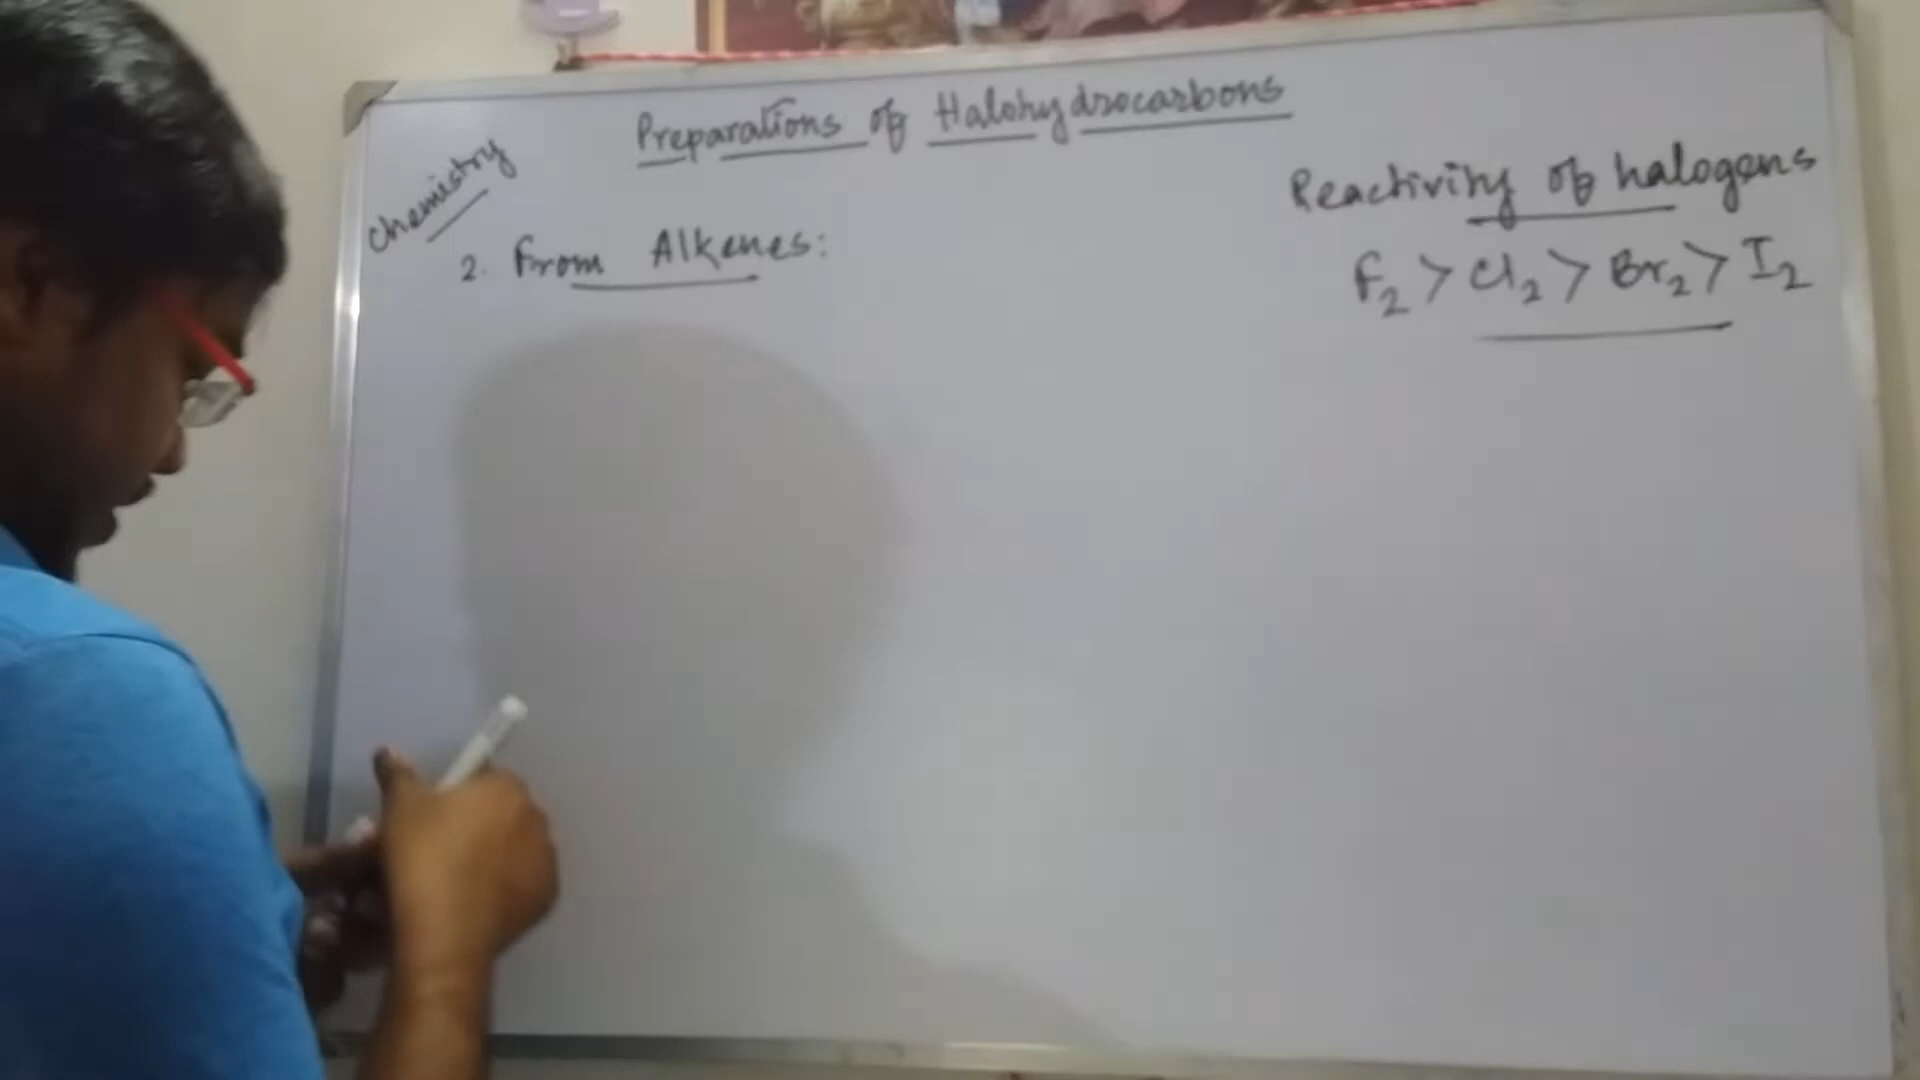 Preparations of Halohydrocarbons
Chemistry
Reactivity of halogens
2. From Alkenes:
F₂ > Cl₂ > Br₂ > I₂